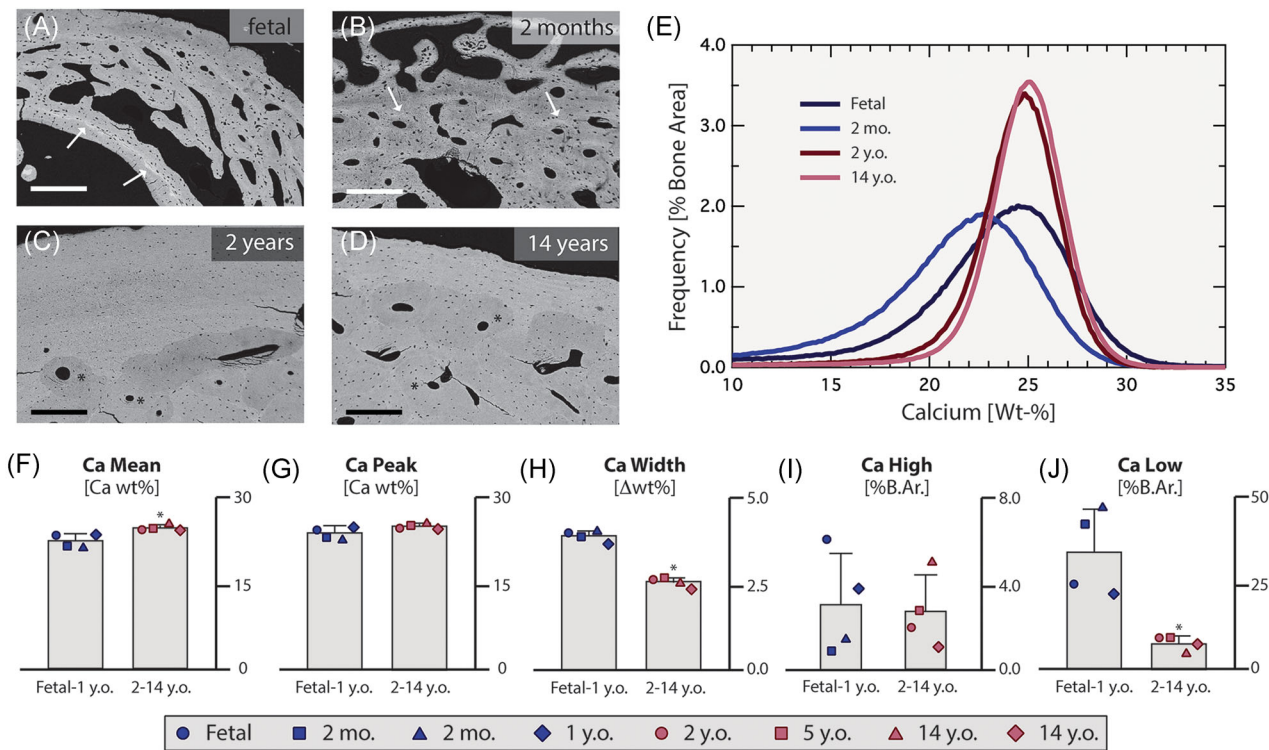 (A) fetal
(B) 2 months
(C) 2 years
*
*
(D) 14 years
*
*
(E)
4.0
3.0
2.0
1.0
0.0
Frequency [% Bone Area]
Fetal
2 mo.
2 y.o.
14 y.o.
10 15 20 25 30 35
Calcium [Wt-%]
(F) Ca Mean
[Ca wt%]
30
15
0
*
Fetal-1 y.o. 2-14 y.o.
(G) Ca Peak
[Ca wt%]
30
15
0
Fetal-1 y.o. 2-14 y.o.
(H) Ca Width
[Δwt%]
5.0
2.5
0.0
*
Fetal-1 y.o. 2-14 y.o.
(I) Ca High
[%B.Ar.]
8.0
4.0
0.0
Fetal-1 y.o. 2-14 y.o.
(J) Ca Low
[%B.Ar.]
50
25
0
*
Fetal-1 y.o. 2-14 y.o.
Fetal 2 mo. 2 mo. 1 y.o. 2 y.o. 5 y.o. 14 y.o. 14 y.o.